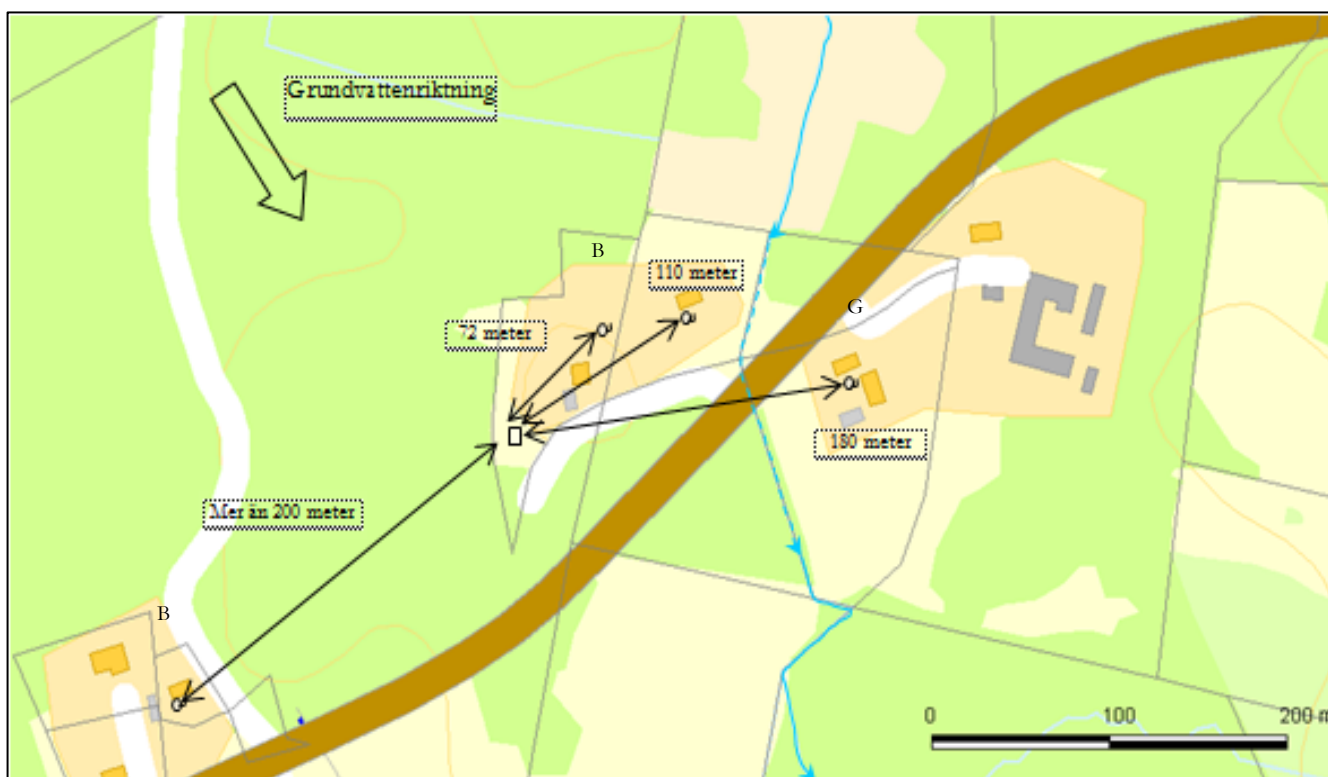 Grundvattenriktning
B
110 meter
G
72 meter
180 meter
Mer än 200 meter
B
0 100 200 m